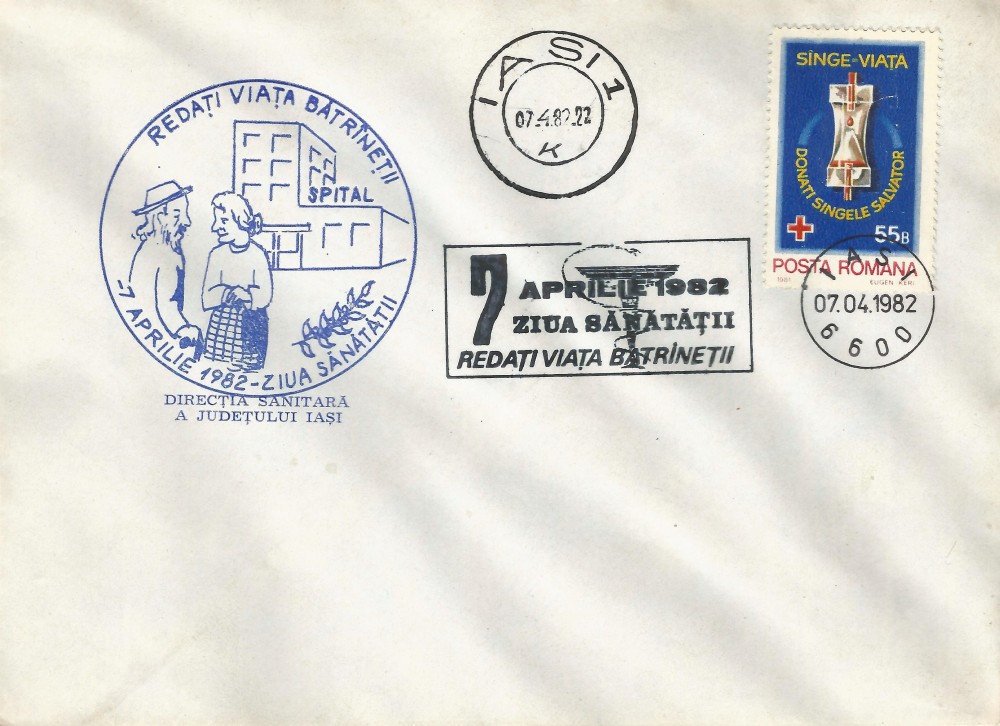 REDAȚI VIAȚA BĂTRÎNEȚII
SPITAL
-7 APRILIE 1982-ZIUA SĂNĂTĂȚII
DIRECȚIA SANITARĂ
A JUDEȚULUI IAȘI
IAȘI 1
07.4.82.22
K
7 APRILIE 1982
ZIUA SĂNĂTĂȚII
REDAȚI VIAȚA BĂTRÎNEȚII
SÎNGE=VIAȚĂ
DONAȚI SÎNGELE SALVATOR
55B
POSTA ROMANA
1981 EUGEN KERI
IAȘI
07.04.1982
6600